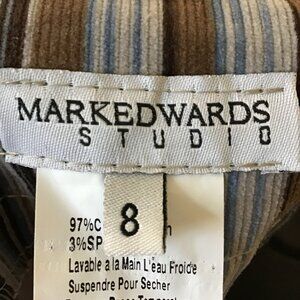 MARKEDWARDS
STUDIO
8
97%C
3%SP
Lavable a la Main L'eau Froide
Suspendre Pour Secher